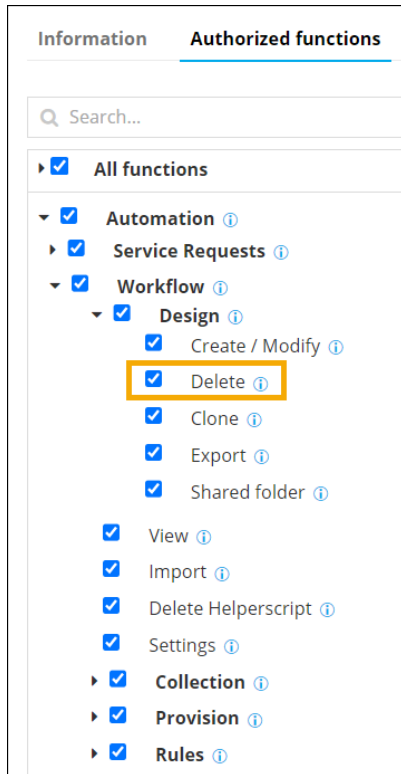 Information Authorized functions
Search...
All functions
Automation
Service Requests
Workflow
Design
Create / Modify
Delete
Clone
Export
Shared folder
View
Import
Delete Helperscript
Settings
Collection
Provision
Rules